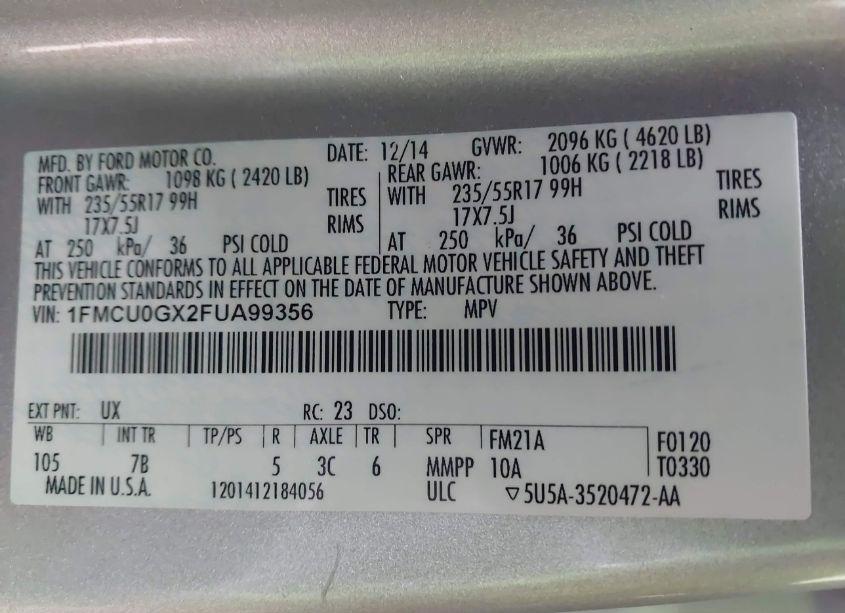 MFD. BY FORD MOTOR CO. DATE: 12/14 GVWR: 2096 KG ( 4620 LB)
FRONT GAWR: 1098 KG ( 2420 LB) REAR GAWR: 1006 KG ( 2218 LB)
WITH 235/55R17 99H TIRES WITH 235/55R17 99H TIRES
17X7.5J RIMS 17X7.5J RIMS
AT 250 kPa/ 36 PSI COLD AT 250 kPa/ 36 PSI COLD
THIS VEHICLE CONFORMS TO ALL APPLICABLE FEDERAL MOTOR VEHICLE SAFETY AND THEFT
PREVENTION STANDARDS IN EFFECT ON THE DATE OF MANUFACTURE SHOWN ABOVE.
VIN: 1FMCU0GX2FUA99356 TYPE: MPV
EXT PNT: UX RC: 23 DSO:
WB INT TR TP/PS R AXLE TR SPR FM21A F0120
105 7B 5 3C 6 MMPP 10A T0330
MADE IN U.S.A. 1201412184056 ULC ▽5U5A-3520472-AA